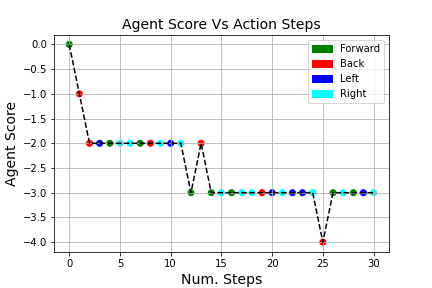 Agent Score Vs Action Steps
0.0
−0.5
−1.0
−1.5
−2.0
−2.5
−3.0
−3.5
−4.0
Agent Score
Forward
Back
Left
Right
0 5 10 15 20 25 30
Num. Steps